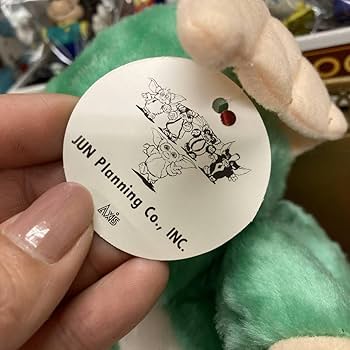 JUN Planning Co., INC.
Axis